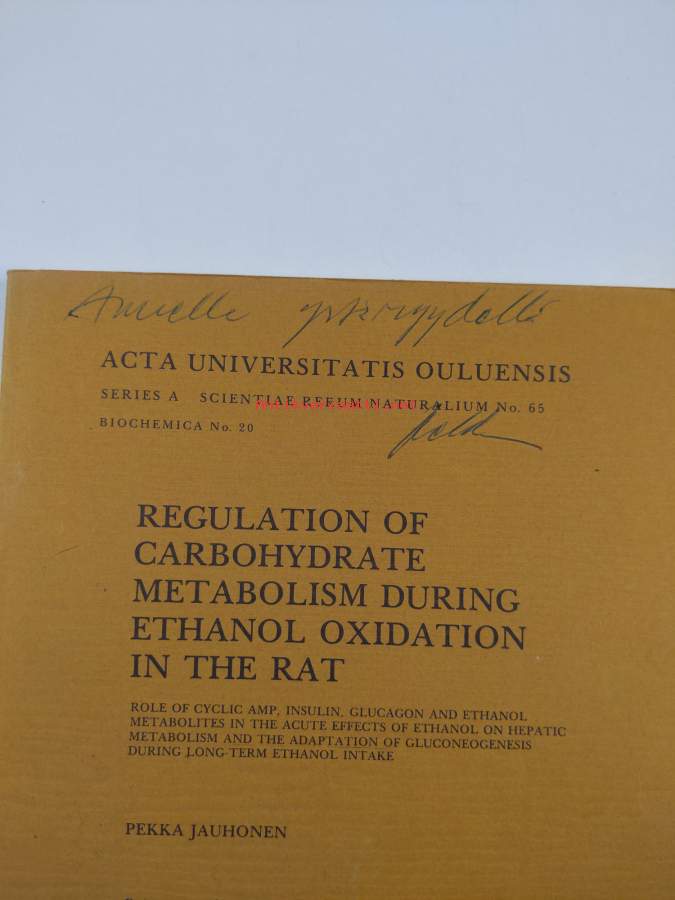 ACTA UNIVERSITATIS OULUENSIS
SERIES A SCIENTIAE RERUM NATURALIUM No. 65
BIOCHEMICA No. 20
REGULATION OF
CARBOHYDRATE
METABOLISM DURING
ETHANOL OXIDATION
IN THE RAT
ROLE OF CYCLIC AMP, INSULIN, GLUCAGON AND ETHANOL
METABOLITES IN THE ACUTE EFFECTS OF ETHANOL ON HEPATIC
METABOLISM AND THE ADAPTATION OF GLUCONEOGENESIS
DURING LONG-TERM ETHANOL INTAKE
PEKKA JAUHONEN